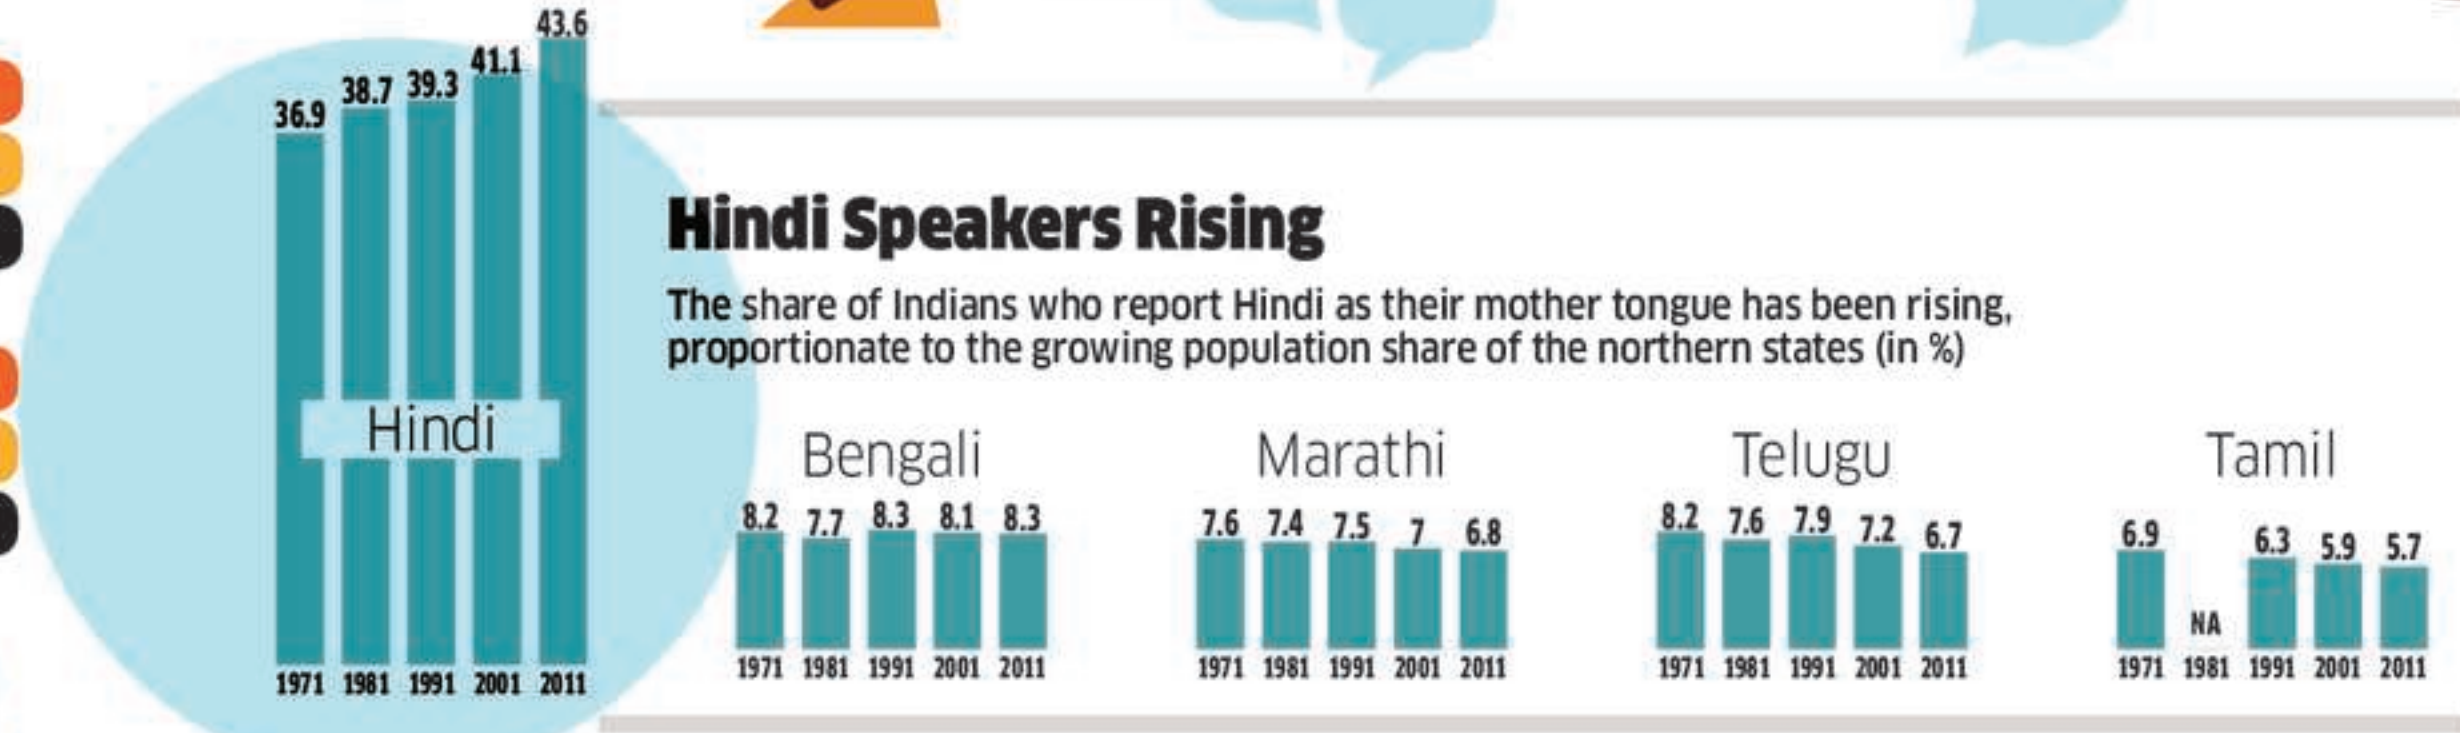 36.9 38.7 39.3 41.1 43.6
Hindi
1971 1981 1991 2001 2011
Hindi Speakers Rising
The share of Indians who report Hindi as their mother tongue has been rising,
proportionate to the growing population share of the northern states (in %)
Bengali
8.2 7.7 8.3 8.1 8.3
1971 1981 1991 2001 2011
Marathi
7.6 7.4 7.5 7 6.8
1971 1981 1991 2001 2011
Telugu
8.2 7.6 7.9 7.2 6.7
1971 1981 1991 2001 2011
Tamil
6.9 NA 6.3 5.9 5.7
1971 1981 1991 2001 2011